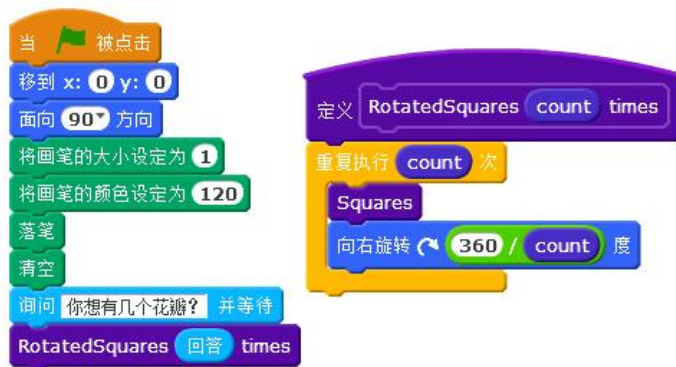 当 被点击
移到 x: 0 y: 0
面向 90 方向
将画笔的大小设定为 1
将画笔的颜色设定为 120
落笔
清空
询问 你想有几个花瓣？ 并等待
RotatedSquares 回答 times
定义 RotatedSquares count times
重复执行 count 次
Squares
向右旋转 360 / count 度